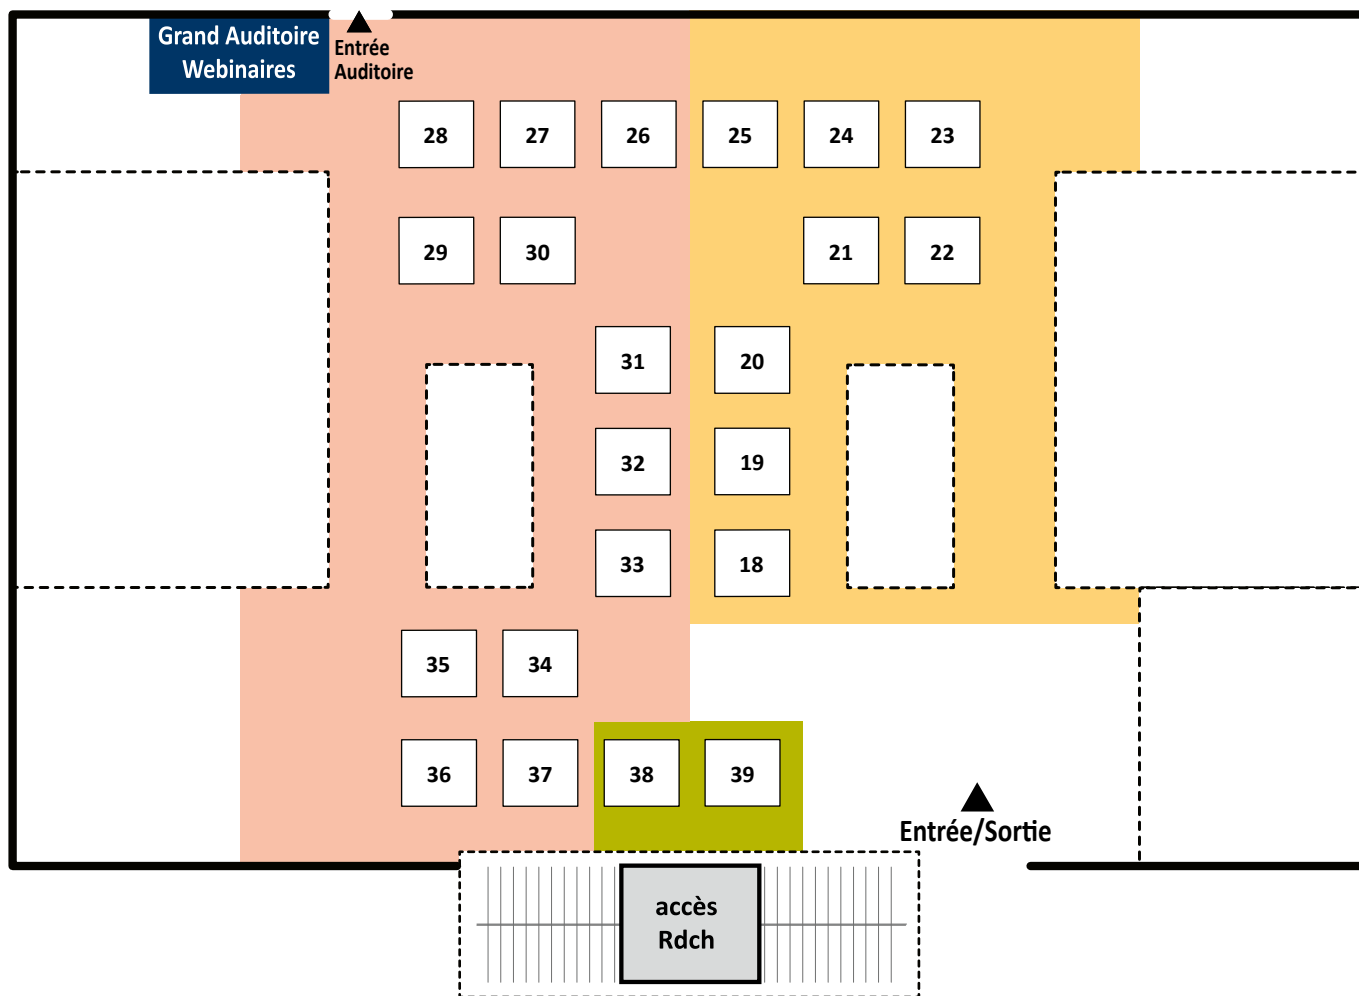 Grand Auditoire
Webinaires
Entrée
Auditoire
28 27 26 25 24 23
29 30 21 22
31 20
32 19
33 18
35 34
36 37 38 39
Entrée/Sortie
accès
Rdch